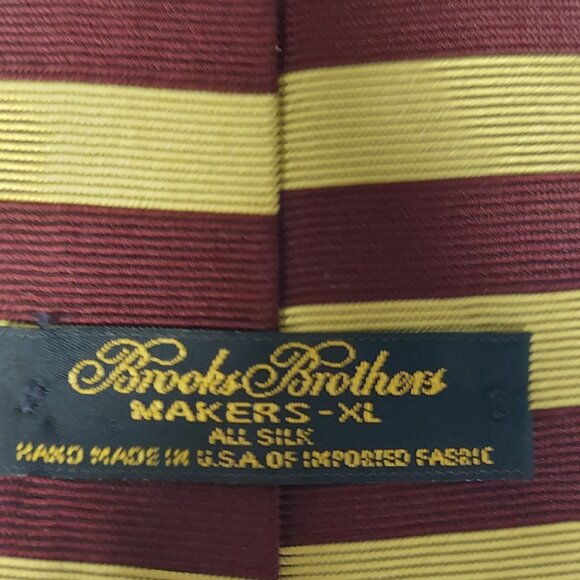 Brooks Brothers
MAKERS-XL
ALL SILK
HAND MADE IN U.S.A. OF IMPORTED FABRIC